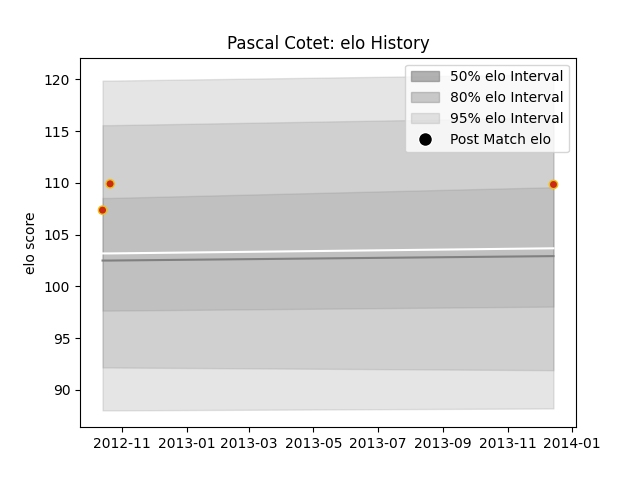 Pascal Cotet: elo History
50% elo Interval
80% elo Interval
95% elo Interval
Post Match elo
elo score
120
115
110
105
100
95
90
2012-11 2013-01 2013-03 2013-05 2013-07 2013-09 2013-11 2014-01